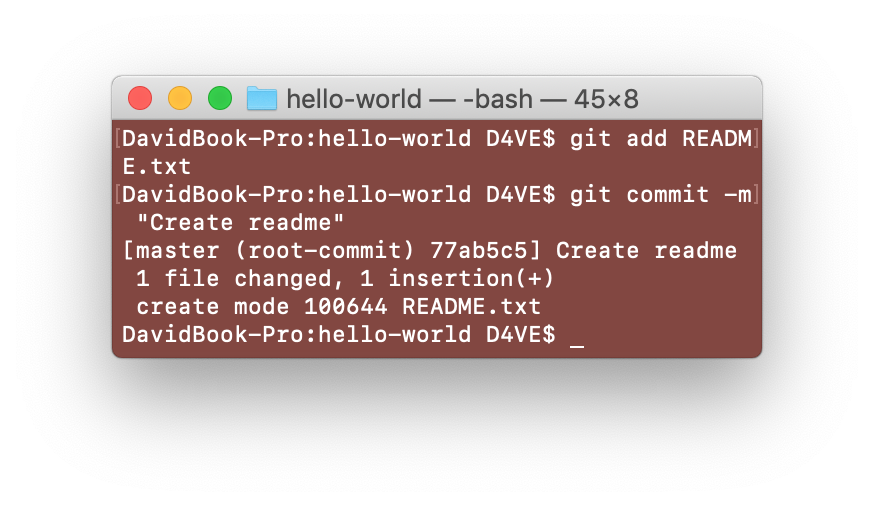 hello-world — -bash — 45×8
[DavidBook-Pro:hello-world D4VE$ git add READM]
E.txt
[DavidBook-Pro:hello-world D4VE$ git commit -m]
 "Create readme"
[master (root-commit) 77ab5c5] Create readme
 1 file changed, 1 insertion(+)
 create mode 100644 README.txt
DavidBook-Pro:hello-world D4VE$ _